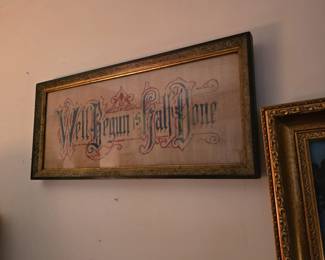 Well Begun is Half Done